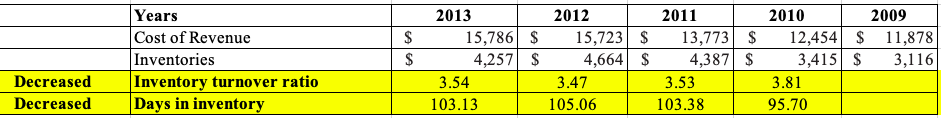 Years 2013 2012 2011 2010 2009
Cost of Revenue $ 15,786 $ 15,723 $ 13,773 $ 12,454 $ 11,878
Inventories $ 4,257 $ 4,664 $ 4,387 $ 3,415 $ 3,116
Decreased Inventory turnover ratio 3.54 3.47 3.53 3.81
Decreased Days in inventory 103.13 105.06 103.38 95.70